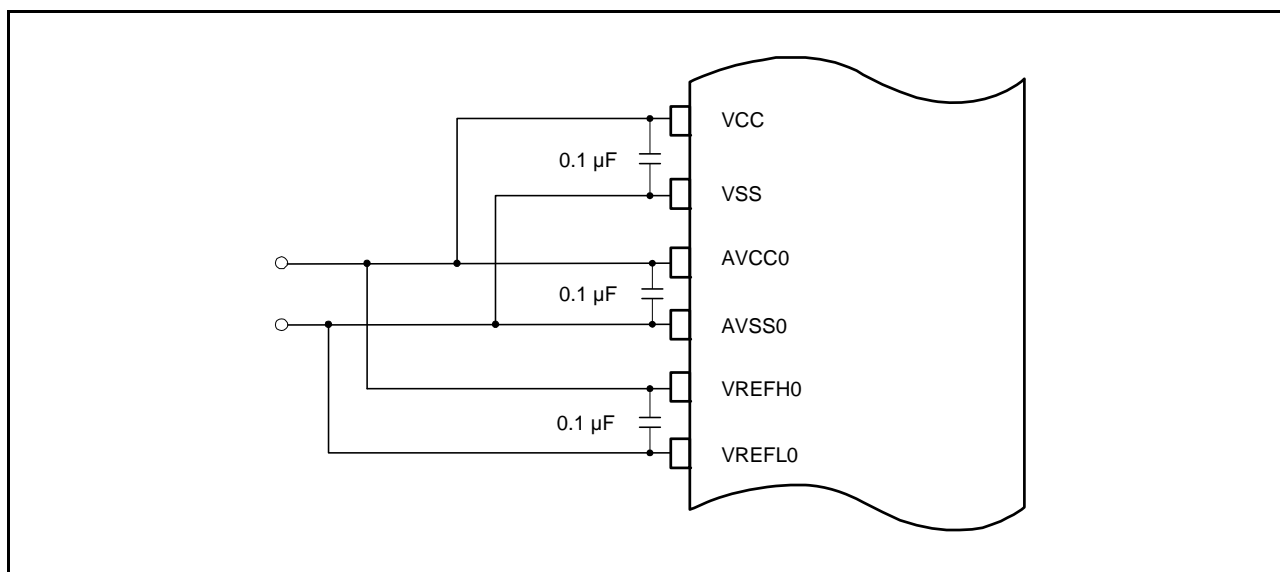 VCC
0.1 µF
VSS
AVCC0
0.1 µF
AVSS0
VREFH0
0.1 µF
VREFL0